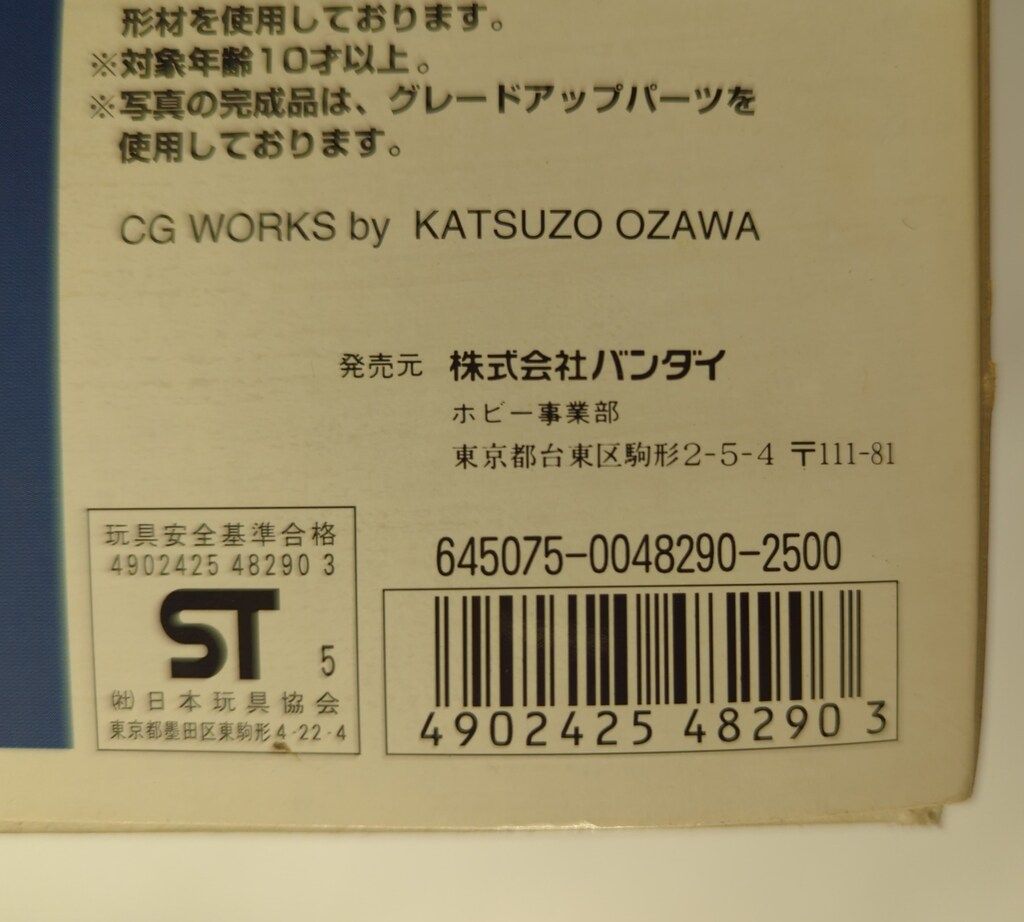 形材を使用しております。
※対象年齢10才以上。
※写真の完成品は、グレードアップパーツを
使用しております。
CG WORKS by KATSUZO OZAWA
発売元 株式会社バンダイ
ホビー事業部
東京都台東区駒形2-5-4 〒111-81
玩具安全基準合格
4902425 48290 3
ST 5
㈳日本玩具協会
東京都墨田区東駒形4-22-4
645075-0048290-2500
4902425 48290 3